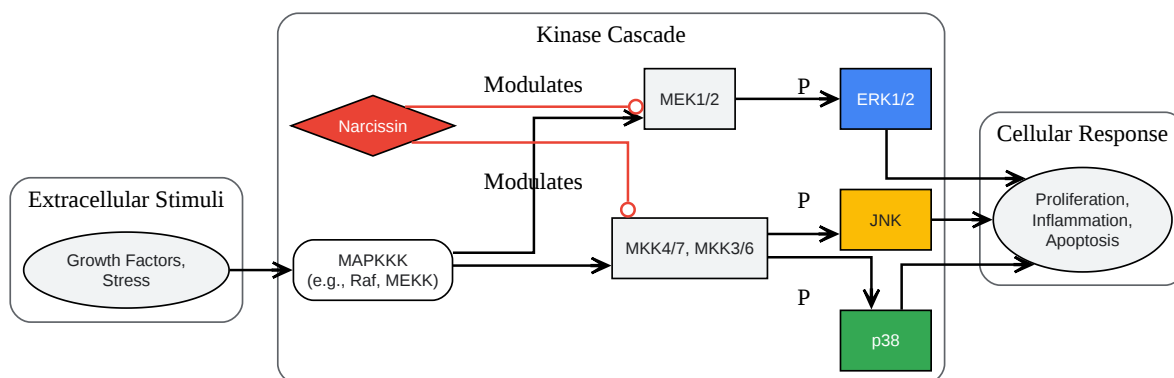 Kinase Cascade
Modulates
P
MEK1/2
ERK1/2
Narcissin
Cellular Response
Modulates
Extracellular Stimuli
P
Proliferation,
Inflammation,
Apoptosis
JNK
MKK4/7, MKK3/6
Growth Factors,
Stress
MAPKKK
(e.g., Raf, MEKK)
P
p38